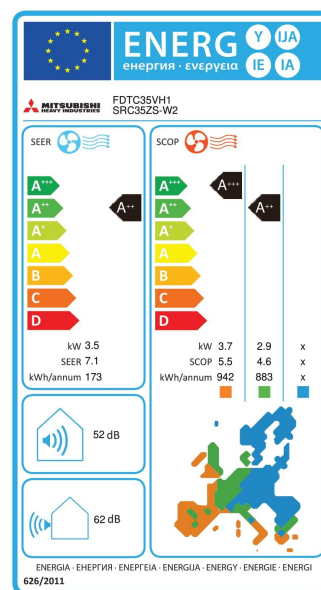 ENERG Y IJA
енергия · ενεργεια IE IA
MITSUBISHI
HEAVY INDUSTRIES
FDTC35VH1
SRC35ZS-W2
SEER
A+++
A++
A+
A
B
C
D
A++
kW 3.5
SEER 7.1
kWh/annum 173
SCOP
A+++
A++
A+
A
B
C
D
A+++
A++
kW 3.7 2.9 x
SCOP 5.5 4.6 x
kWh/annum 942 883 x
52 dB
62 dB
ENERGIA · ЕНЕРГИЯ · ΕΝΕΡΓΕΙΑ · ENERGIJA · ENERGY · ENERGIE · ENERGI
626/2011